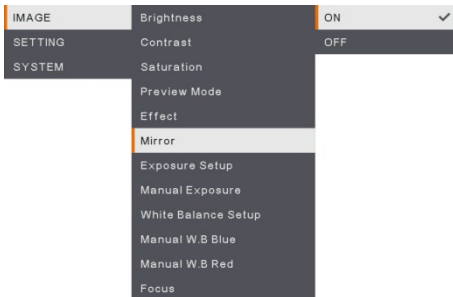 IMAGE
SETTING
SYSTEM
Brightness
Contrast
Saturation
Preview Mode
Effect
Mirror
Exposure Setup
Manual Exposure
White Balance Setup
Manual W.B Blue
Manual W.B Red
Focus
ON
OFF